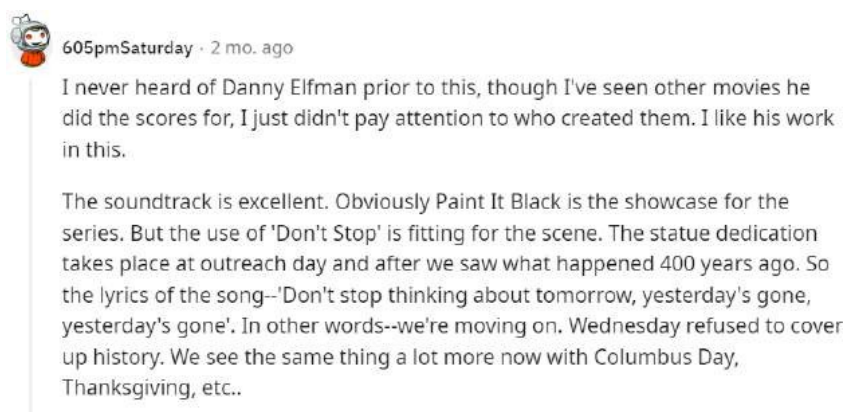 605pmSaturday · 2 mo. ago
I never heard of Danny Elfman prior to this, though I've seen other movies he
did the scores for, I just didn't pay attention to who created them. I like his work
in this.
The soundtrack is excellent. Obviously Paint It Black is the showcase for the
series. But the use of 'Don't Stop' is fitting for the scene. The statue dedication
takes place at outreach day and after we saw what happened 400 years ago. So
the lyrics of the song--'Don't stop thinking about tomorrow, yesterday's gone,
yesterday's gone'. In other words--we're moving on. Wednesday refused to cover
up history. We see the same thing a lot more now with Columbus Day,
Thanksgiving, etc..